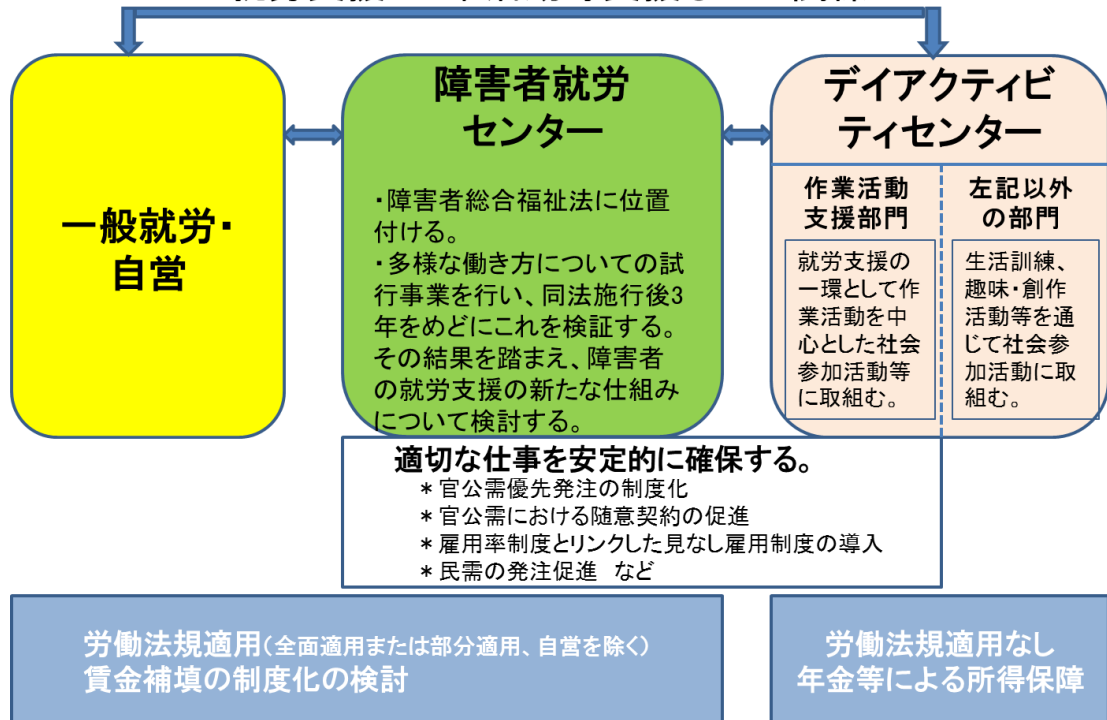 一般就労・
自営
障害者就労
センター
・障害者総合福祉法に位置
付ける。
・多様な働き方についての試
行事業を行い、同法施行後3
年をめどにこれを検証する。
その結果を踏まえ、障害者
の就労支援の新たな仕組み
について検討する。
デイアクティビ
ティセンター
作業活動
支援部門
就労支援の
一環として作
業活動を中
心とした社会
参加活動等
に取組む。
左記以外
の部門
生活訓練、
趣味・創作
活動等を通
じて社会参
加活動に取
組む。
適切な仕事を安定的に確保する。
＊官公需優先発注の制度化
＊官公需における随意契約の促進
＊雇用率制度とリンクした見なし雇用制度の導入
＊民需の発注促進 など
労働法規適用(全面適用または部分適用、自営を除く)
賃金補填の制度化の検討
労働法規適用なし
年金等による所得保障